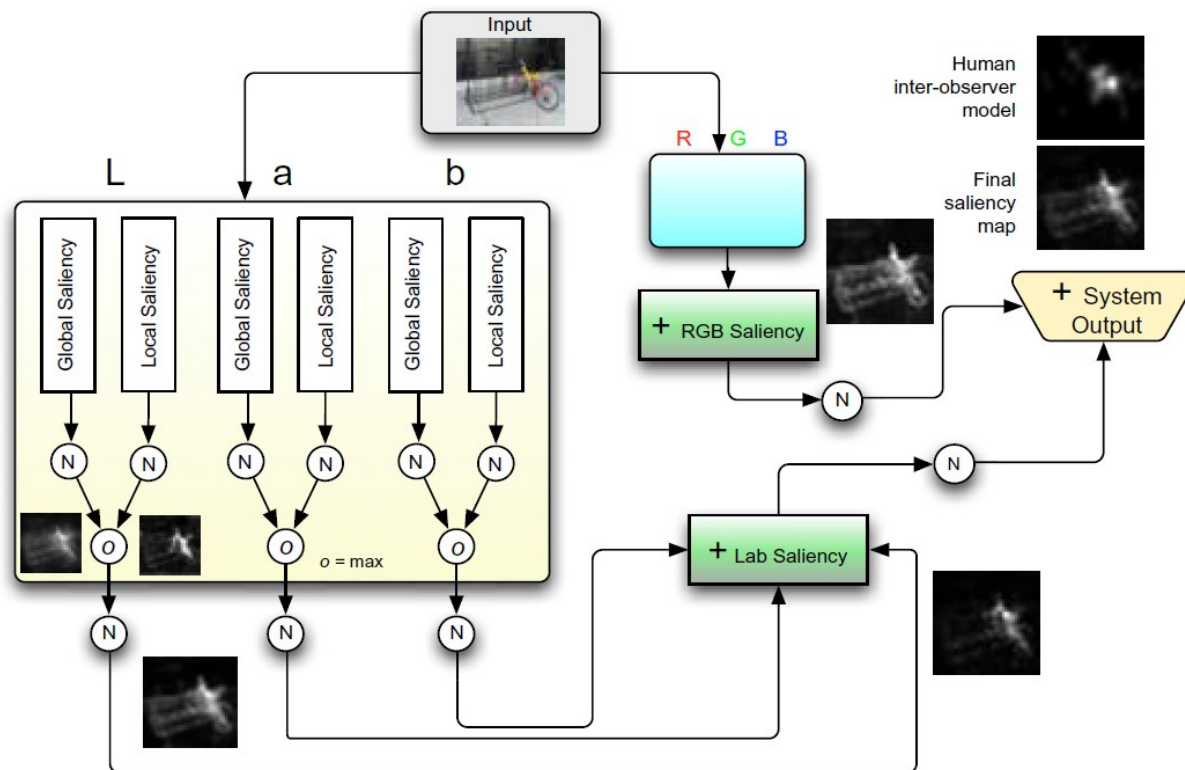 Input
Human
inter-observer
model
R G B
L a b
Final
saliency
map
Global Saliency
Local Saliency
Global Saliency
Local Saliency
Global Saliency
Local Saliency
+ System
Output
+ RGB Saliency
N
N N N N N N
N
o o o
o = max
+ Lab Saliency
N N N